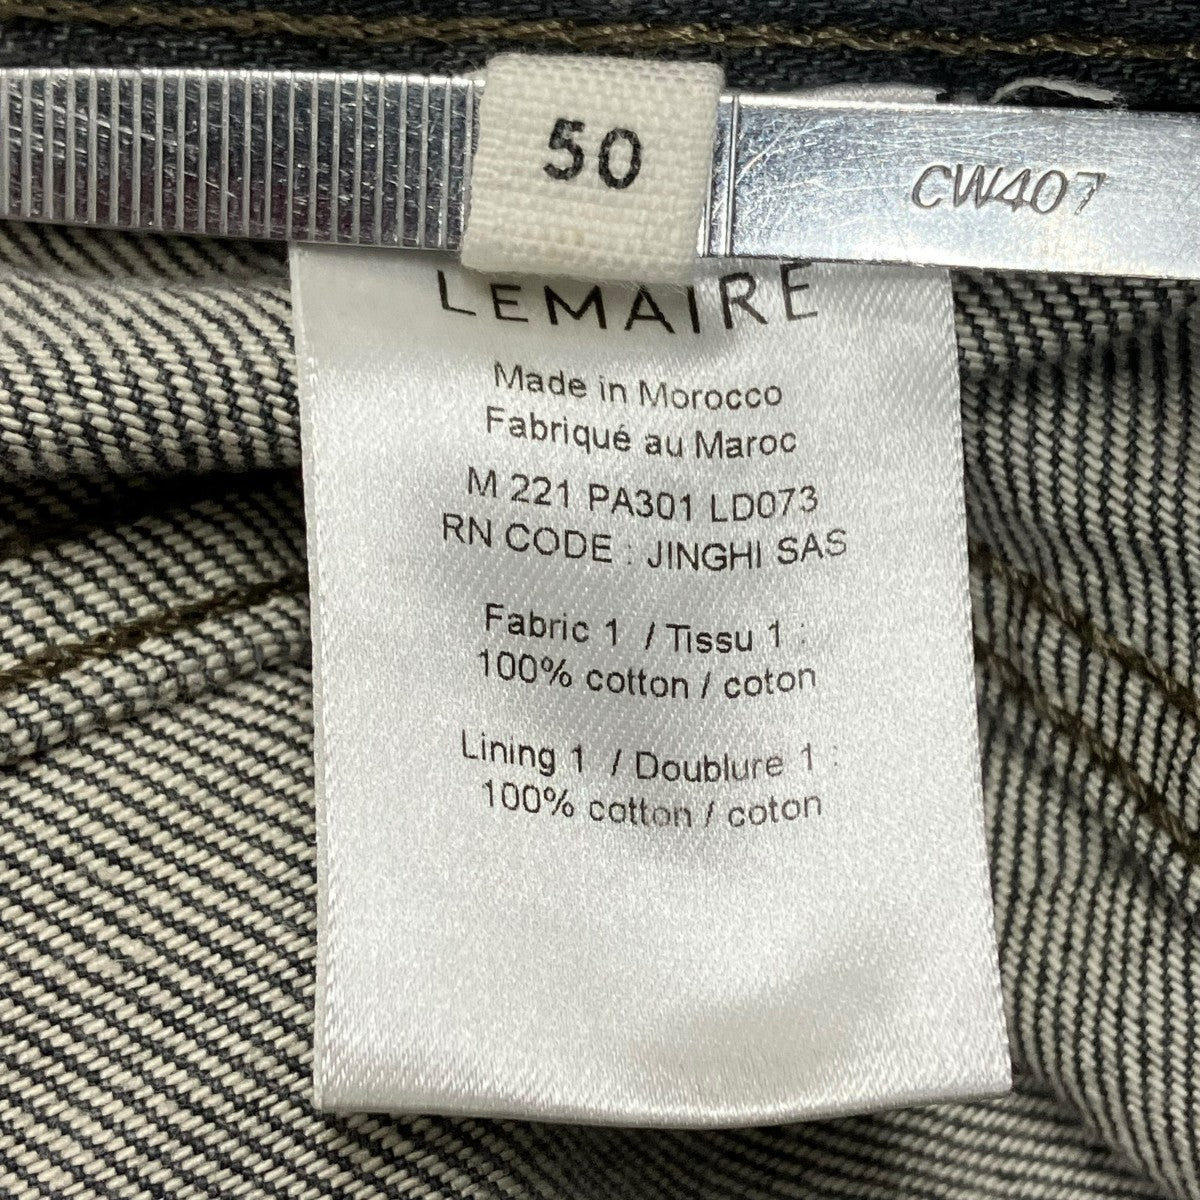 50
CW407
LEMAIRE
Made in Morocco
Fabriqué au Maroc
M 221 PA301 LD073
RN CODE : JINGHI SAS
Fabric 1 / Tissu 1 :
100% cotton / coton
Lining 1 / Doublure 1 :
100% cotton / coton